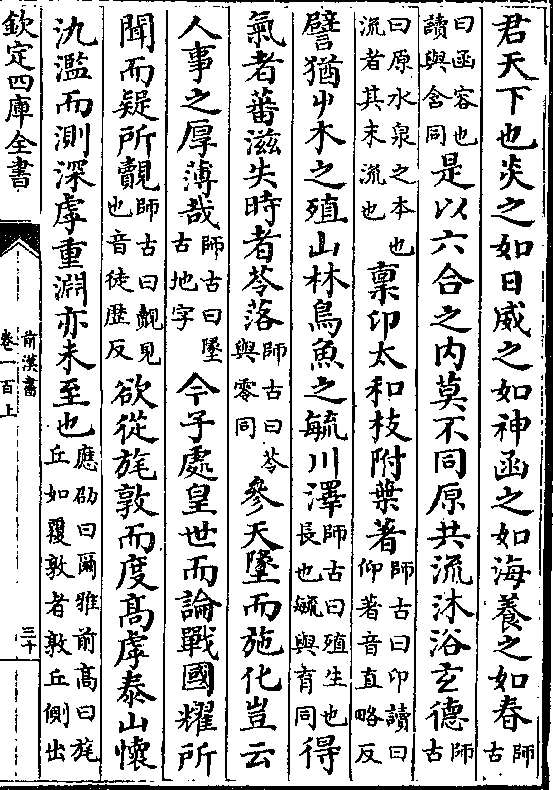 君天下也炎之如日威之如神函之如海養之如春師古
曰函容也讀與含同是以六合之内莫不同原共流沐浴𤣥德師古
曰原水泉之本也流者其末流也禀卬太和枝附葉著師古曰卬讀曰仰著音直略反
譬猶屮木之殖山林鳥魚之毓川澤師古曰殖生也長也毓與育同得
氣者蕃滋失時者苓落師古曰苓與零同參天墬而施化豈云
人事之厚薄哉師古曰墬古地字今子處皇世而論戰國耀所
聞而疑所覿師古曰覿見也音徒歴反欲從旄敦而度髙虖泰山懷
氿濫而測深虖重淵亦未至也應劭曰爾雅前髙曰旄丘如覆敦者敦丘側出
欽定四庫全書
前漢書
卷一百上
三十